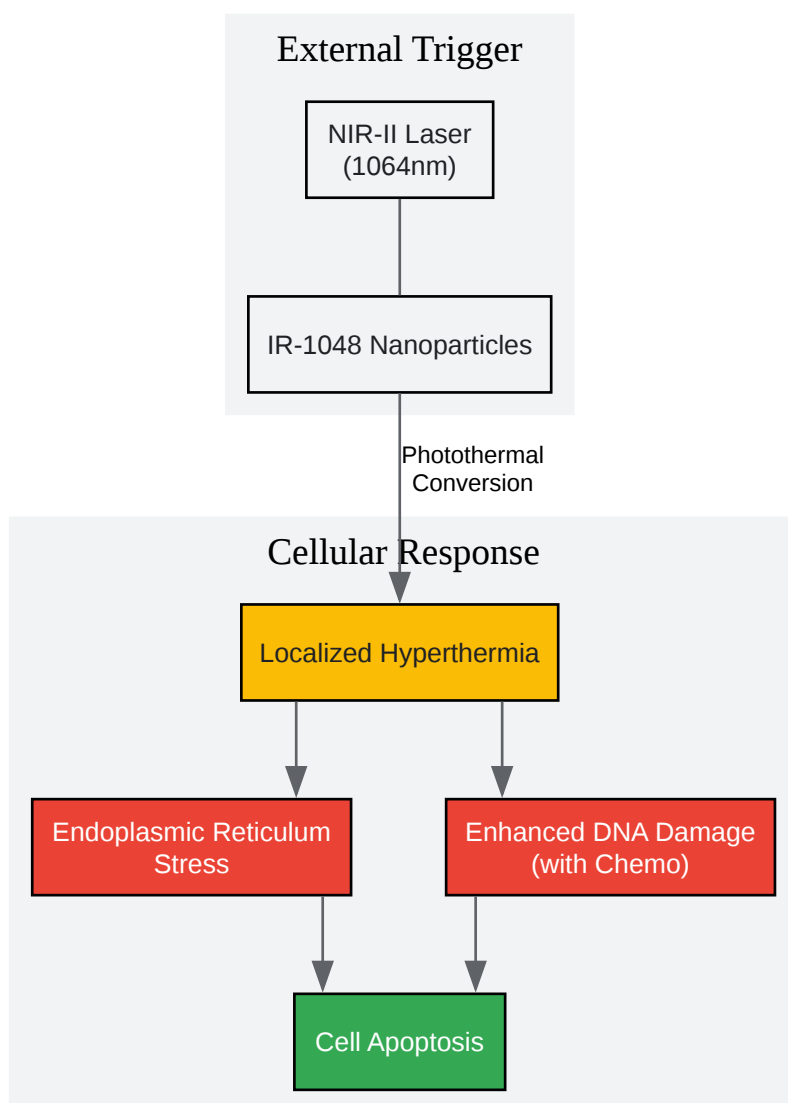 External Trigger
NIR-II Laser
(1064nm)
IR-1048 Nanoparticles
Photothermal
Conversion
Cellular Response
Localized Hyperthermia
Endoplasmic Reticulum
Stress
Enhanced DNA Damage
(with Chemo)
Cell Apoptosis